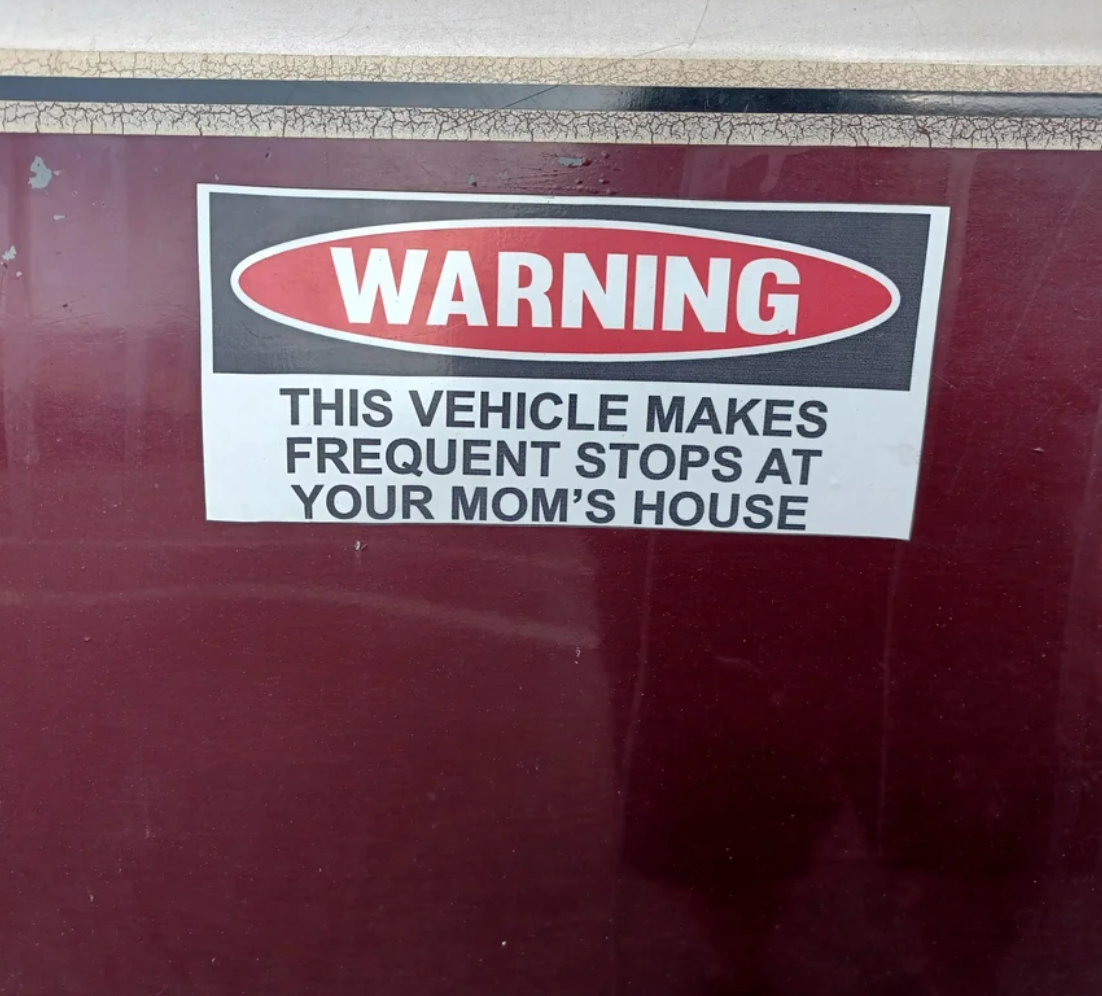 WARNING
THIS VEHICLE MAKES
FREQUENT STOPS AT
YOUR MOM'S HOUSE